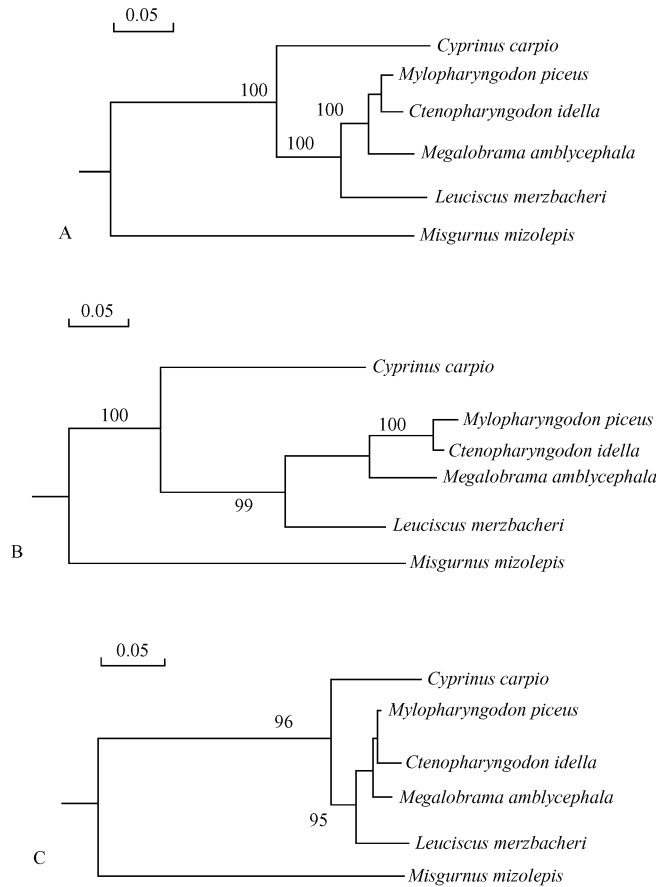 0.05
Cyprinus carpio
Mylopharyngodon piceus
100
100
Ctenopharyngodon idella
100
Megalobrama amblycephala
Leuciscus merzbacheri
A
Misgurnus mizolepis
0.05
Cyprinus carpio
100
100
Mylopharyngodon piceus
Ctenopharyngodon idella
Megalobrama amblycephala
99
Leuciscus merzbacheri
B
Misgurnus mizolepis
0.05
Cyprinus carpio
Mylopharyngodon piceus
96
Ctenopharyngodon idella
Megalobrama amblycephala
95
Leuciscus merzbacheri
C
Misgurnus mizolepis